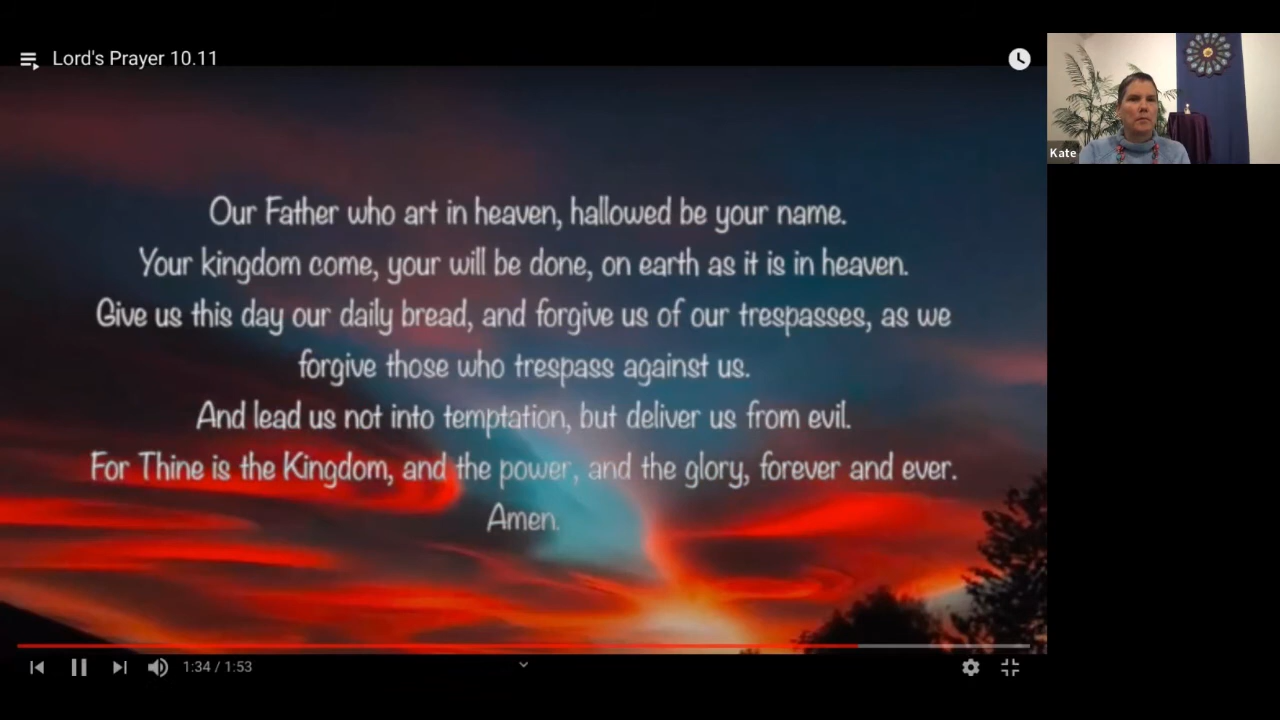 Lord's Prayer 10.11
Kate
Our Father who art in heaven, hallowed be your name.
Your kingdom come, your will be done, on earth as it is in heaven.
Give us this day our daily bread, and forgive us of our trespasses, as we
forgive those who trespass against us.
And lead us not into temptation, but deliver us from evil.
For Thine is the Kingdom, and the power, and the glory, forever and ever.
Amen.
1:34 / 1:53